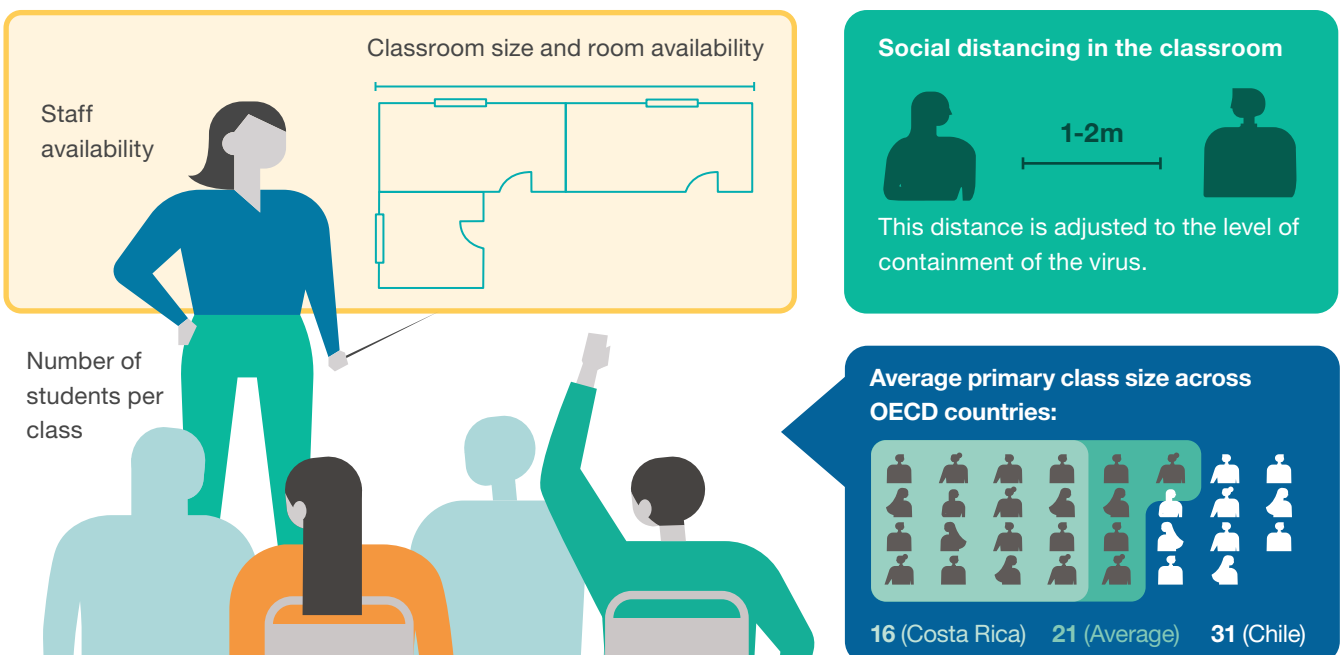 Classroom size and room availability
Staff
availability
Number of
students per
class
Social distancing in the classroom
1-2m
This distance is adjusted to the level of
containment of the virus.
Average primary class size across
OECD countries:
16 (Costa Rica) 21 (Average) 31 (Chile)